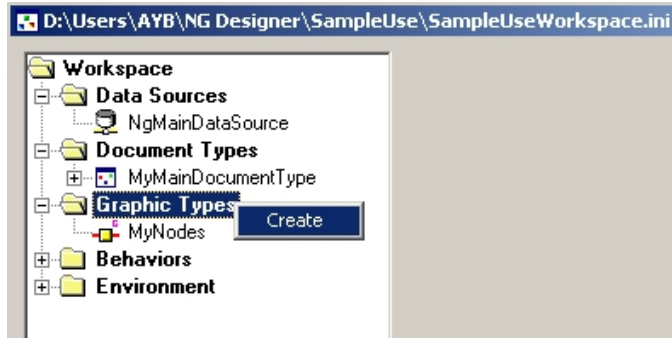 D:\Users\AYB\NG Designer\SampleUse\SampleUseWorkspace.ini
Workspace
Data Sources
NgMainDataSource
Document Types
MyMainDocumentType
Graphic Types
Create
MyNodes
Behaviors
Environment